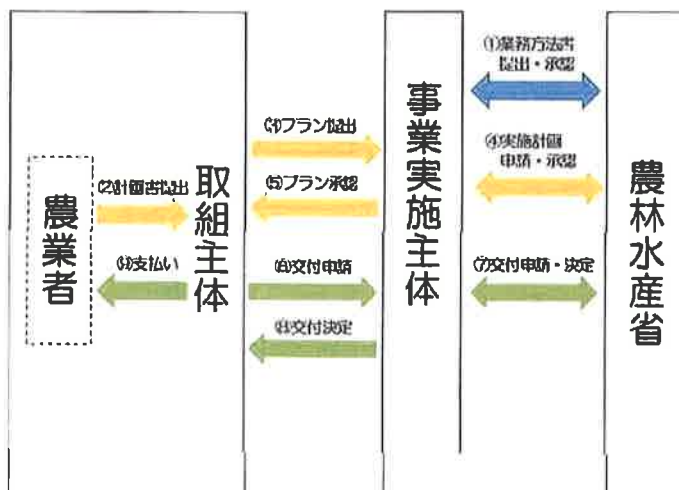 ①業務方法書
提出・承認
③プラン提出
④実施計画
申請・承認
②計画書提出
⑤プラン承認
農業者
取組主体
事業実施主体
農林水産省
⑨支払い
⑥交付申請
⑦交付申請・決定
⑧交付決定